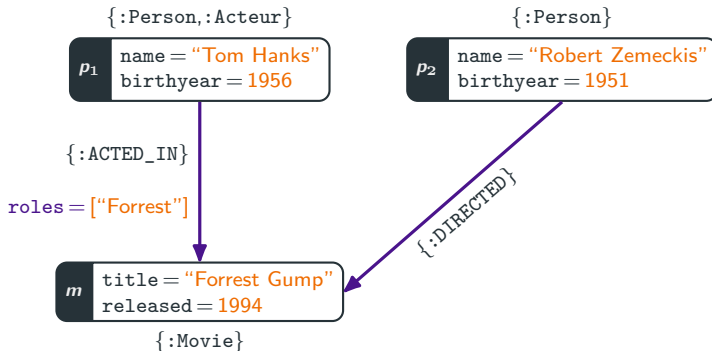 {:Person,:Acteur}
p1 name = “Tom Hanks”
birthyear = 1956
{:Person}
p2 name = “Robert Zemeckis”
birthyear = 1951
{:ACTED_IN}
roles = [“Forrest”]
{:DIRECTED}
m title = “Forrest Gump”
released = 1994
{:Movie}